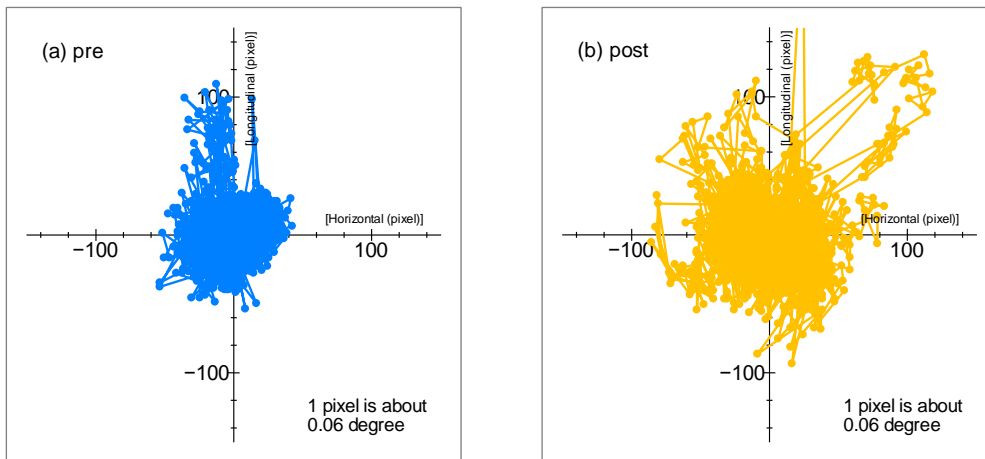 (a) pre
[Longitudinal (pixel)]
100
[Horizontal (pixel)]
−100
100
−100
1 pixel is about
0.06 degree
(b) post
[Longitudinal (pixel)]
100
[Horizontal (pixel)]
−100
100
−100
1 pixel is about
0.06 degree